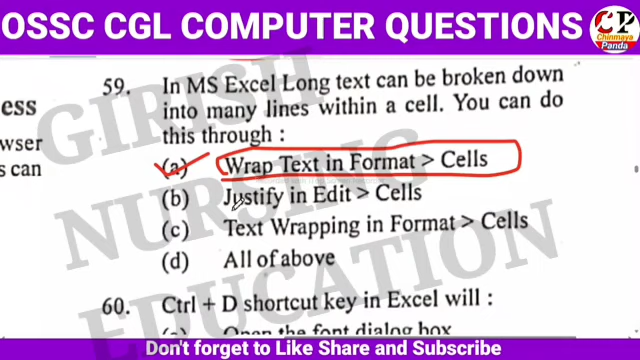 OSSC CGL COMPUTER QUESTIONS
CP
Chinmaya
Panda
59. In MS Excel Long text can be broken down
ess
into many lines within a cell. You can do
wser
this through :
s can
(a) Wrap Text in Format > Cells
(b) Justify in Edit > Cells
(c) Text Wrapping in Format > Cells
(d) All of above
GIRISH
NURSING
EDUCATION
60. Ctrl + D shortcut key in Excel will :
(a) Open the font dialog box
Don't forget to Like Share and Subscribe